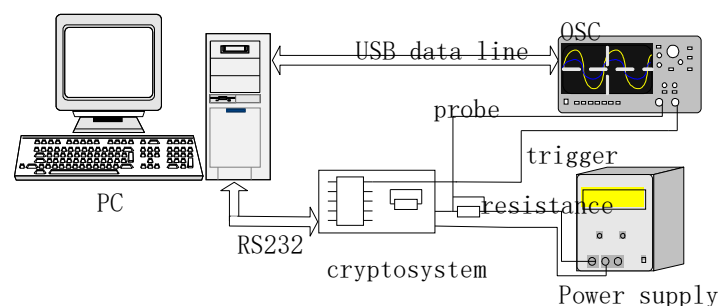 OSC
USB data line
probe
trigger
PC
resistance
RS232
cryptosystem
Power supply